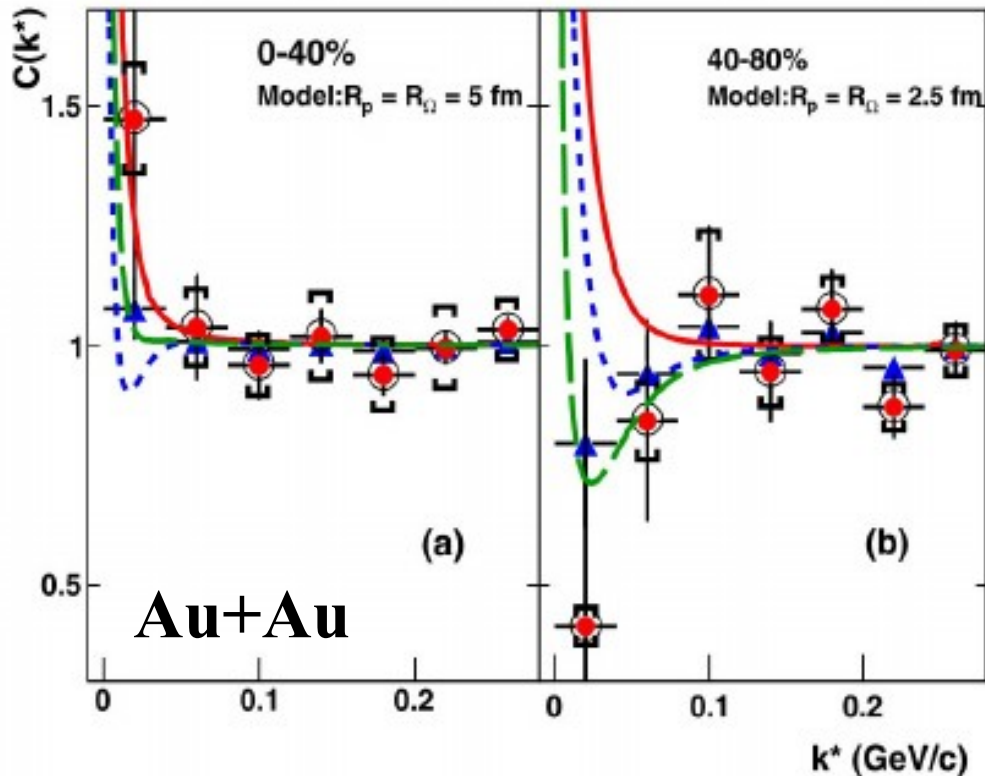 C(k*)
0-40%
Model:R_p = R_Ω = 5 fm
40-80%
Model:R_p = R_Ω = 2.5 fm
1.5
1
0.5
(a)
(b)
Au+Au
0
0.1
0.2
0
0.1
0.2
k* (GeV/c)